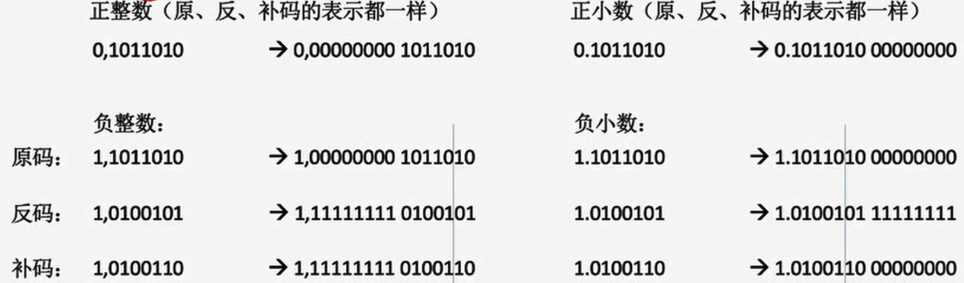 正整数（原、反、补码的表示都一样） 正小数（原、反、补码的表示都一样）
0,1011010 → 0,00000000 1011010 0.1011010 → 0.1011010 00000000
负整数： 负小数：
原码： 1,1011010 → 1,00000000 1011010 1.1011010 → 1.1011010 00000000
反码： 1,0100101 → 1,11111111 0100101 1.0100101 → 1.0100101 11111111
补码： 1,0100110 → 1,11111111 0100110 1.0100110 → 1.0100110 00000000